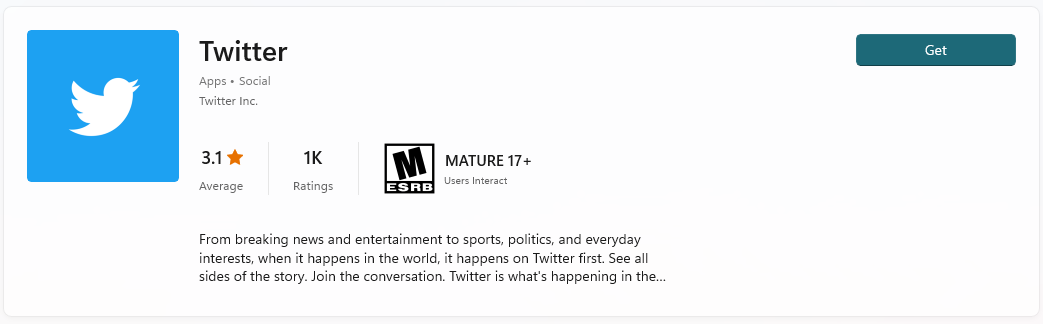 Twitter
Get
Apps • Social
Twitter Inc.
3.1
1K
Average
Ratings
M
ESRB
MATURE 17+
Users Interact
From breaking news and entertainment to sports, politics, and everyday
interests, when it happens in the world, it happens on Twitter first. See all
sides of the story. Join the conversation. Twitter is what's happening in the...